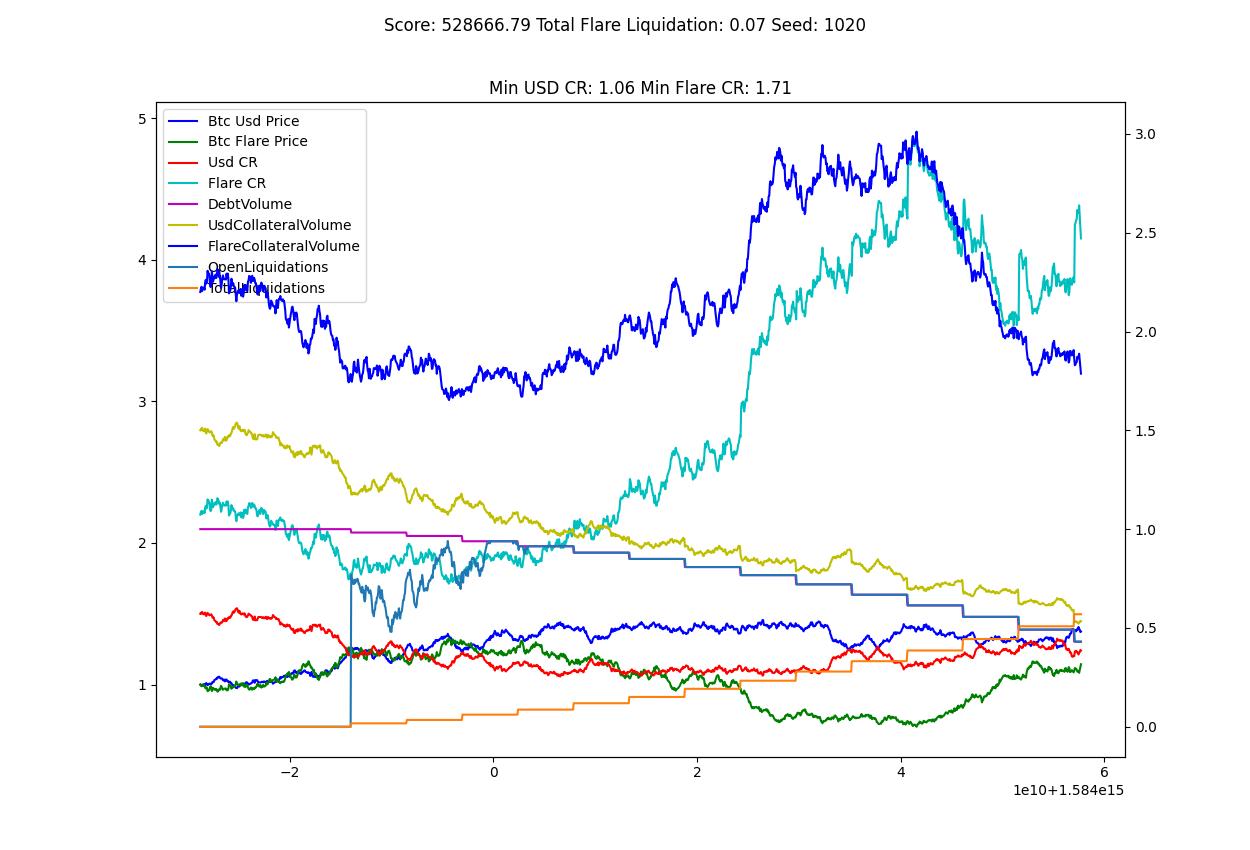 Score: 528666.79 Total Flare Liquidation: 0.07 Seed: 1020
Min USD CR: 1.06 Min Flare CR: 1.71
Btc Usd Price
Btc Flare Price
Usd CR
Flare CR
DebtVolume
UsdCollateralVolume
FlareCollateralVolume
OpenLiquidations
TotalLiquidations
5
4
3
2
1
3.0
2.5
2.0
1.5
1.0
0.5
0.0
−2
0
2
4
6
1e10+1.584e15